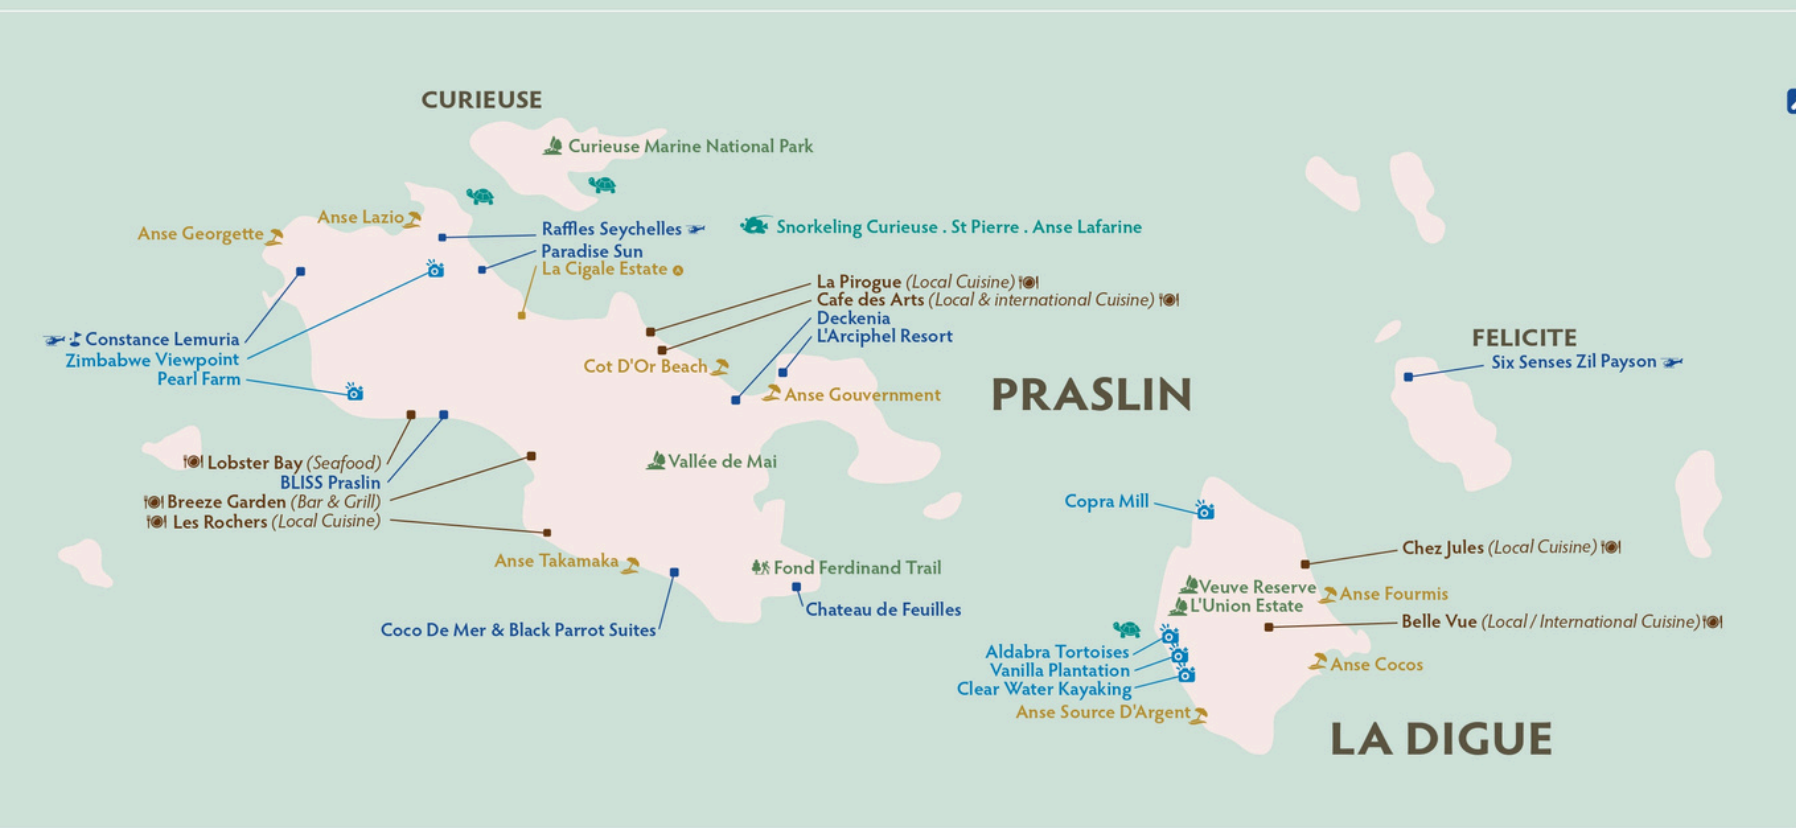 CURIEUSE
Curieuse Marine National Park
Anse Lazio
Anse Georgette
Raffles Seychelles
Snorkeling Curieuse . St Pierre . Anse Lafarine
Paradise Sun
La Cigale Estate
La Pirogue (Local Cuisine)
Cafe des Arts (Local & international Cuisine)
Deckenia
L'Arciphel Resort
Constance Lemuria
Zimbabwe Viewpoint
Pearl Farm
Cot D'Or Beach
Anse Gouvernment
PRASLIN
FELICITE
Six Senses Zil Payson
Lobster Bay (Seafood)
BLISS Praslin
Breeze Garden (Bar & Grill)
Les Rochers (Local Cuisine)
Vallée de Mai
Anse Takamaka
Fond Ferdinand Trail
Chateau de Feuilles
Coco De Mer & Black Parrot Suites
Copra Mill
Chez Jules (Local Cuisine)
Veuve Reserve
L'Union Estate
Anse Fourmis
Belle Vue (Local / International Cuisine)
Aldabra Tortoises
Vanilla Plantation
Clear Water Kayaking
Anse Cocos
Anse Source D'Argent
LA DIGUE